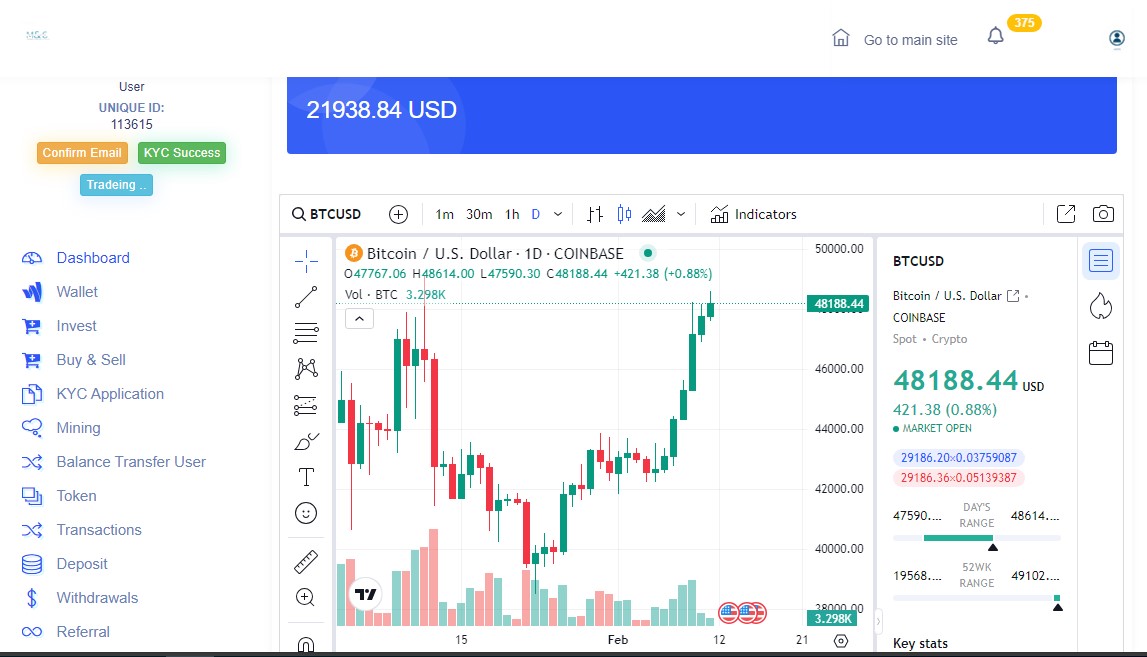 M&G
Go to main site
375
User
UNIQUE ID:
113615
Confirm Email
KYC Success
Tradeing ..
Dashboard
Wallet
Invest
Buy & Sell
KYC Application
Mining
Balance Transfer User
Token
Transactions
Deposit
Withdrawals
Referral
21938.84 USD
BTCUSD
1m 30m 1h D
Indicators
Bitcoin / U.S. Dollar · 1D · COINBASE
O47767.06 H48614.00 L47590.30 C48188.44 +421.38 (+0.88%)
Vol · BTC 3.298K
50000.00
48188.44
46000.00
44000.00
42000.00
40000.00
38000.00
3.298K
15 Feb 12 21
BTCUSD
Bitcoin / U.S. Dollar
COINBASE
Spot • Crypto
48188.44 USD
421.38 (0.88%)
MARKET OPEN
29186.20×0.03759087
29186.36×0.05139387
47590.... DAY'S RANGE 48614....
19568.... 52WK RANGE 49102....
Key stats